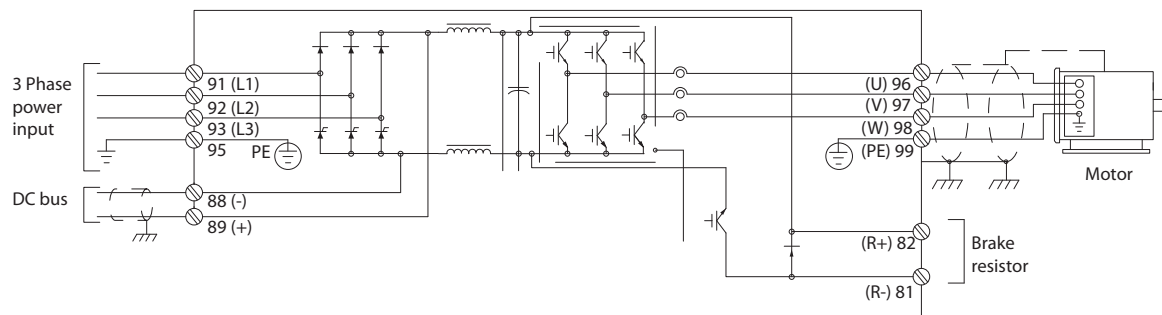 3 Phase
power
input
91 (L1)
92 (L2)
93 (L3)
95
PE
DC bus
88 (-)
89 (+)
(U) 96
(V) 97
(W) 98
(PE) 99
Motor
(R+) 82
(R-) 81
Brake
resistor